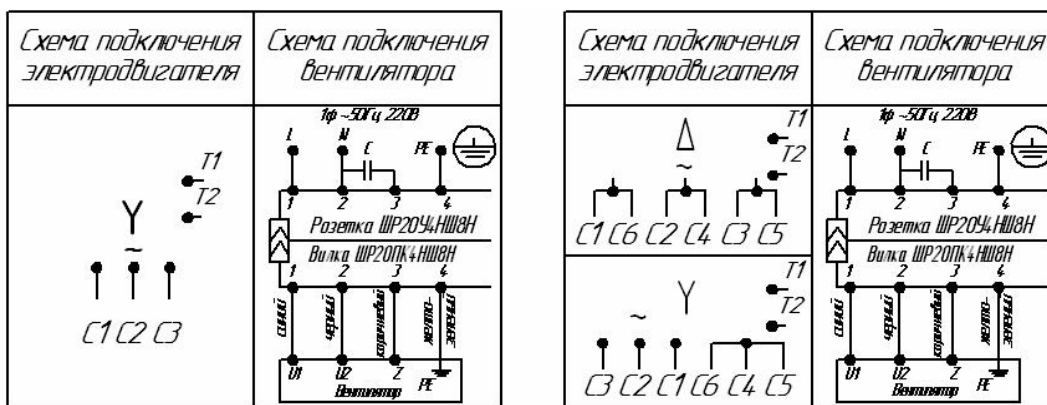 Схема подключения
электродвигателя
Схема подключения
вентилятора
T1
T2
Y
~
C1 C2 C3
1ф ~50Гц 220В
L N PE
C
1 2 3 4
Розетка ШР20У4НШ8Н
Вилка ШР20ПК4НШ8Н
1 2 3 4
синий
черный
коричневый
желто-
зеленый
U1 U2 Z PE
Вентилятор
Схема подключения
электродвигателя
Схема подключения
вентилятора
Δ
~
T1
T2
C1 C6 C2 C4 C3 C5
Y
~
T1
T2
C3 C2 C1 C6 C4 C5
1ф ~50Гц 220В
L N PE
C
1 2 3 4
Розетка ШР20У4НШ8Н
Вилка ШР20ПК4НШ8Н
1 2 3 4
синий
черный
коричневый
желто-
зеленый
U1 U2 Z PE
Вентилятор